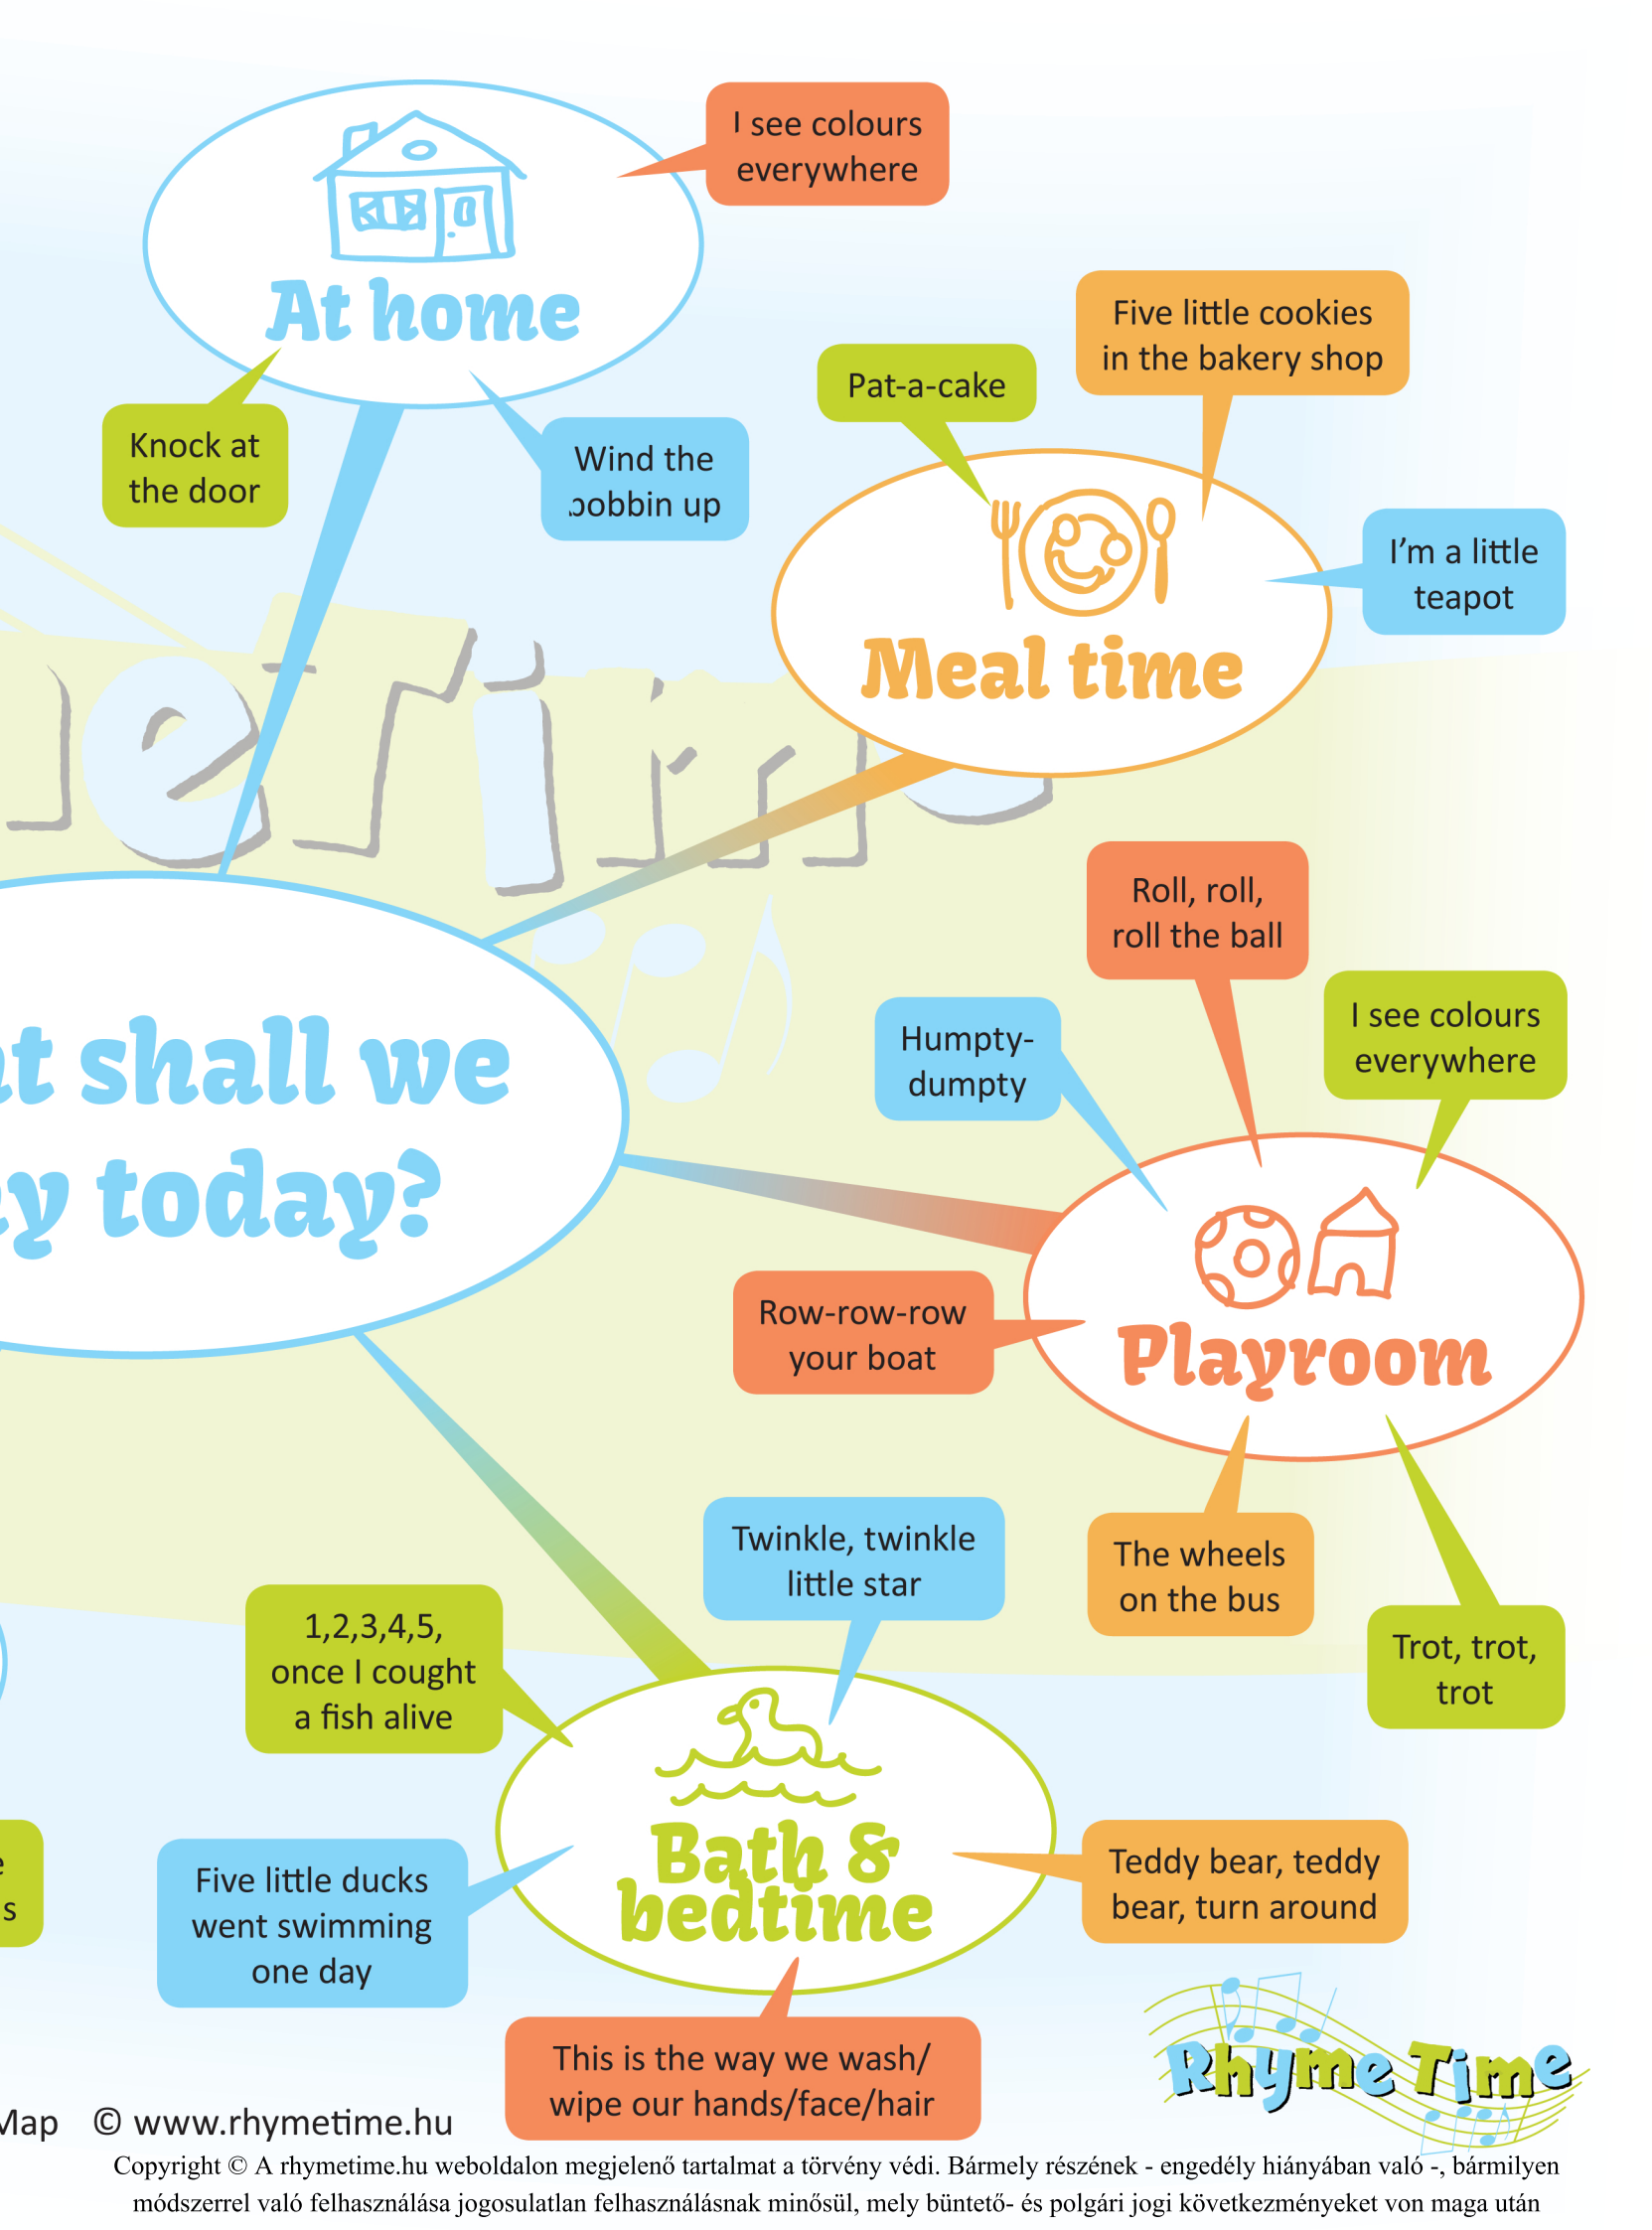 I see colours
everywhere
At home
Knock at
the door
Wind the
bobbin up
Five little cookies
in the bakery shop
Pat-a-cake
I'm a little
teapot
Meal time
Roll, roll,
roll the ball
I see colours
everywhere
Humpty-
dumpty
shall we
today?
Row-row-row
your boat
Playroom
The wheels
on the bus
Trot, trot,
trot
Twinkle, twinkle
little star
1,2,3,4,5,
once I cought
a fish alive
Bath &
bedtime
Five little ducks
went swimming
one day
Teddy bear, teddy
bear, turn around
This is the way we wash/
wipe our hands/face/hair
Rhyme Time
Map © www.rhymetime.hu
Copyright © A rhymetime.hu weboldalon megjelenő tartalmat a törvény védi. Bármely részének - engedély hiányában való -, bármilyen
módszerrel való felhasználása jogosulatlan felhasználásnak minősül, mely büntető- és polgári jogi következményeket von maga után